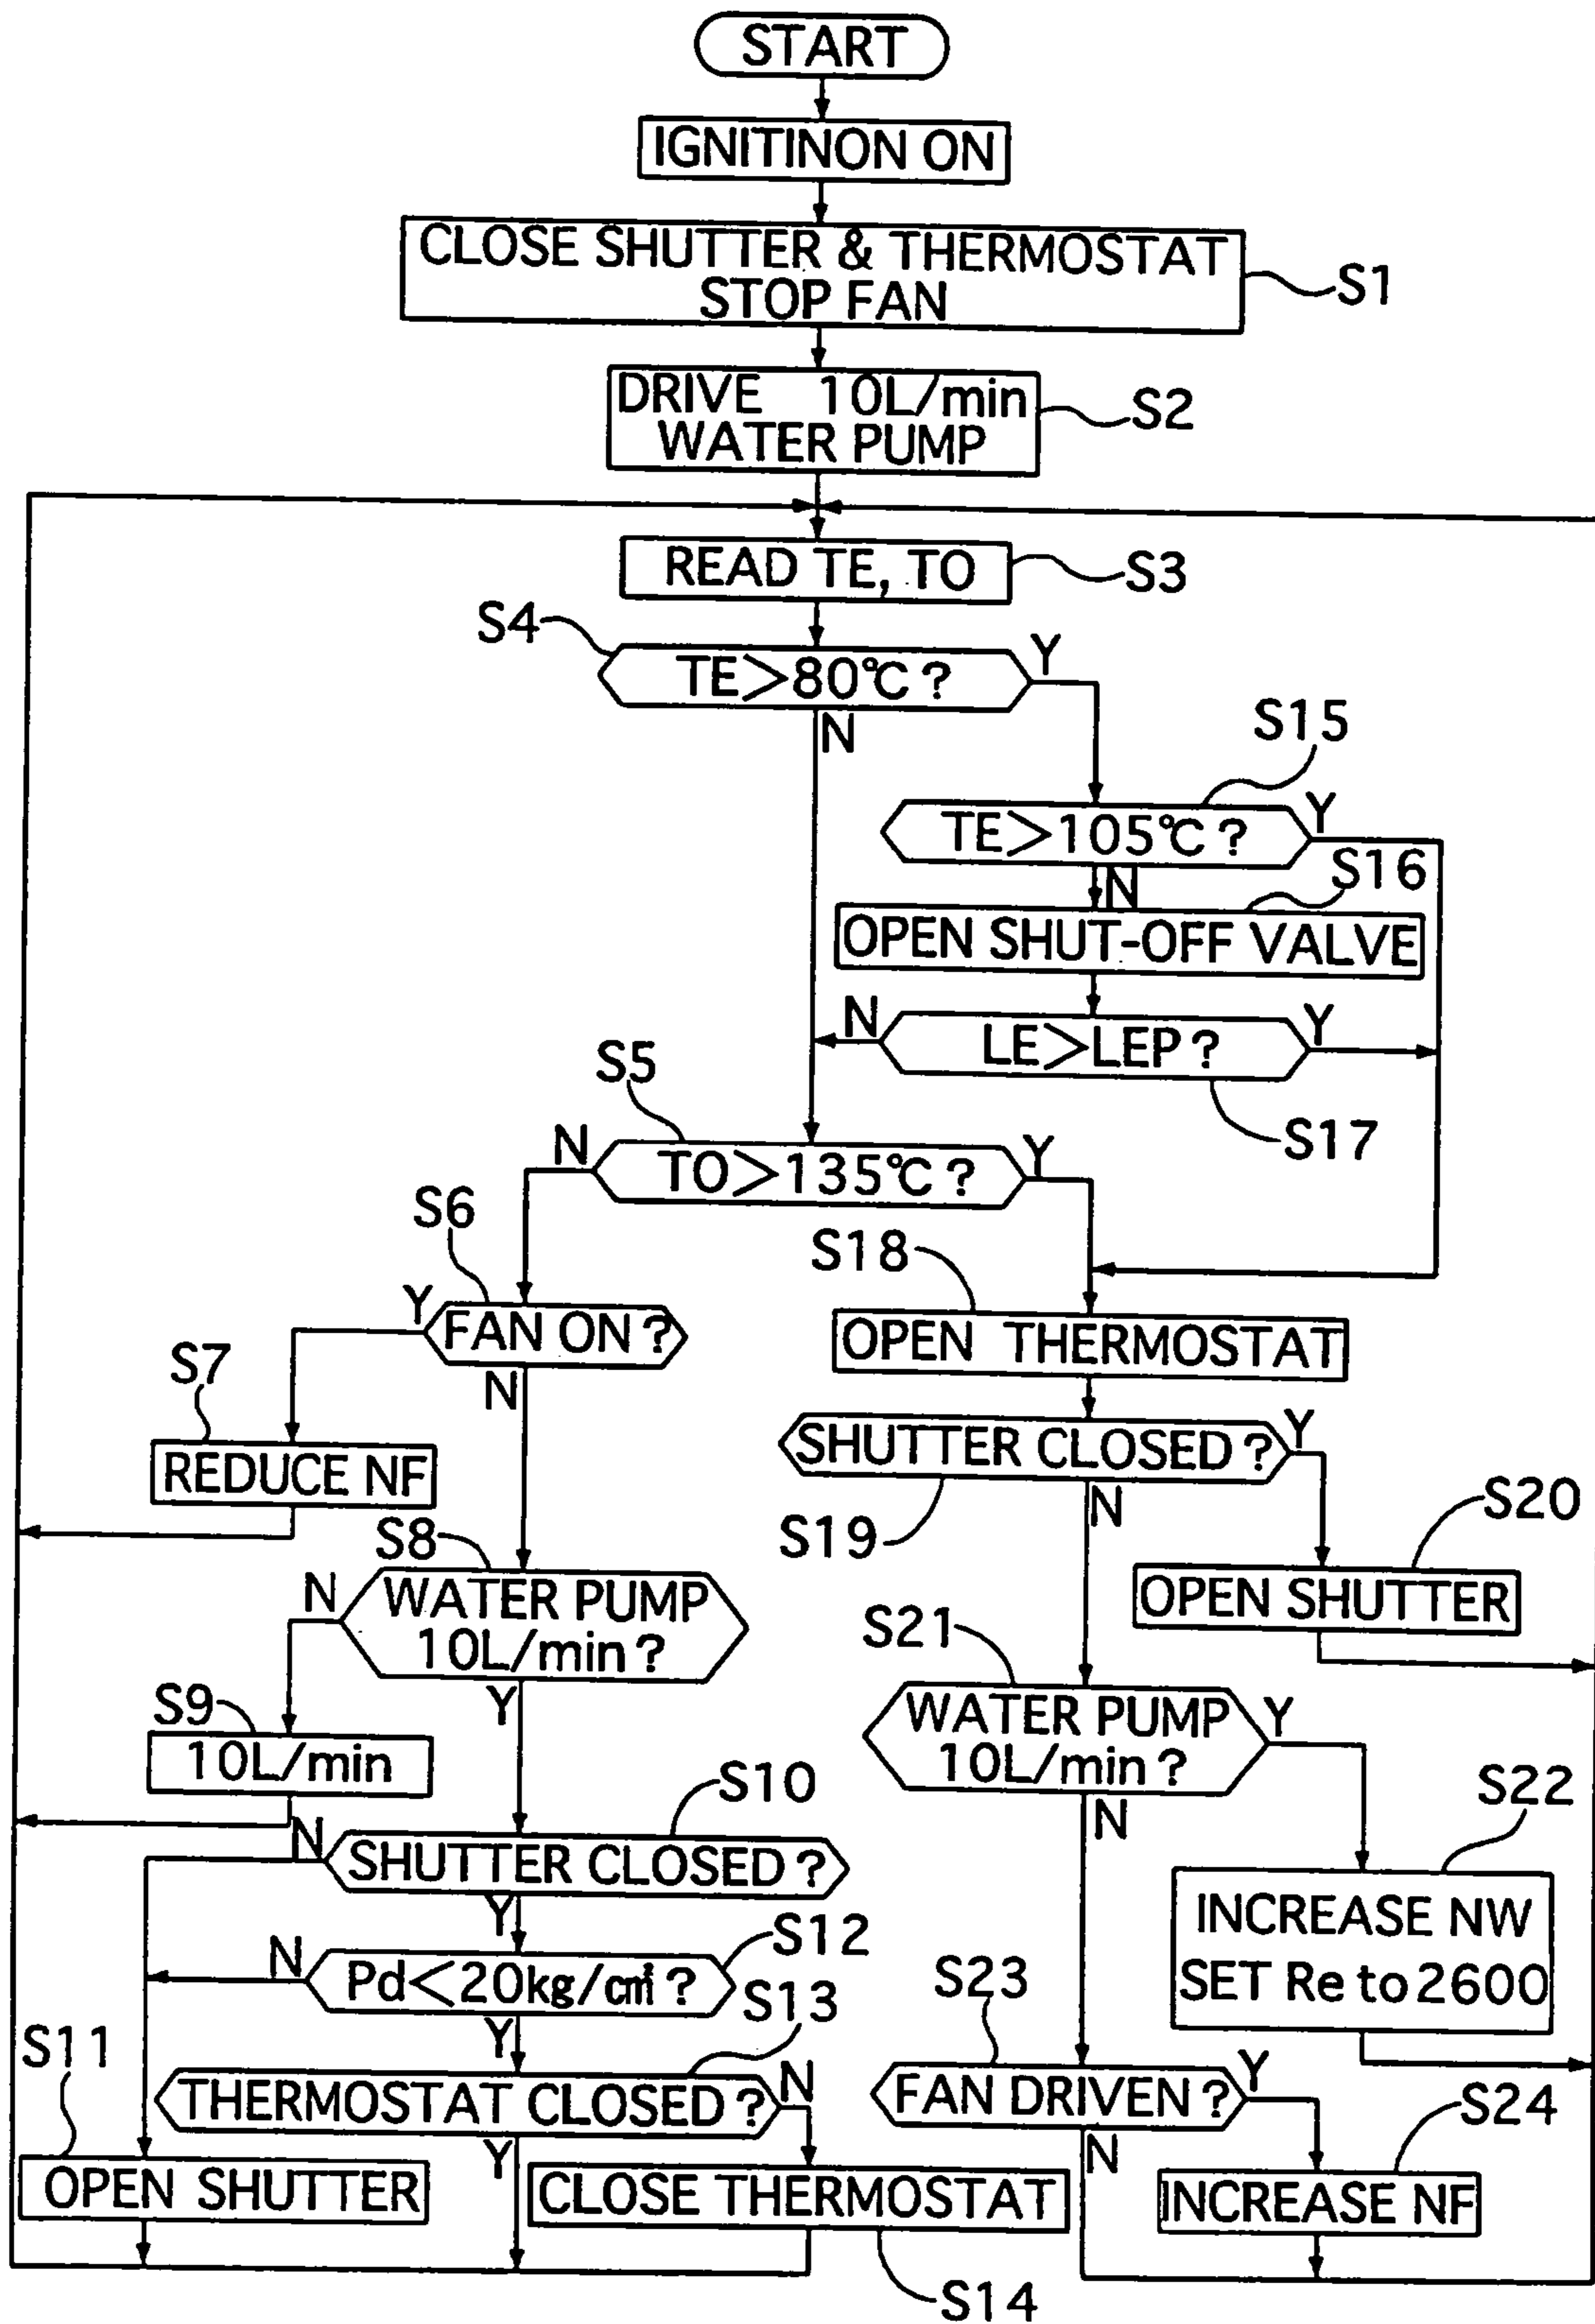 START
IGNITINON ON
CLOSE SHUTTER & THERMOSTAT
STOP FAN
S1
DRIVE 10L/min
WATER PUMP
S2
READ TE, TO
S3
S4
TE>80℃?
Y
N
S15
TE>105℃?
Y
N
S16
OPEN SHUT-OFF VALVE
N
LE>LEP?
Y
S17
S5
N
TO>135℃?
Y
S6
Y
FAN ON?
N
S18
OPEN THERMOSTAT
S7
REDUCE NF
SHUTTER CLOSED?
Y
N
S19
S20
OPEN SHUTTER
S8
N
WATER PUMP
10L/min?
Y
S21
WATER PUMP
10L/min?
Y
N
S9
10L/min
S10
N
SHUTTER CLOSED?
Y
S22
INCREASE NW
SET Re to 2600
S12
N
Pd<20kg/c㎡?
Y
S13
THERMOSTAT CLOSED?
N
Y
S23
FAN DRIVEN?
Y
N
S24
INCREASE NF
S11
OPEN SHUTTER
CLOSE THERMOSTAT
S14